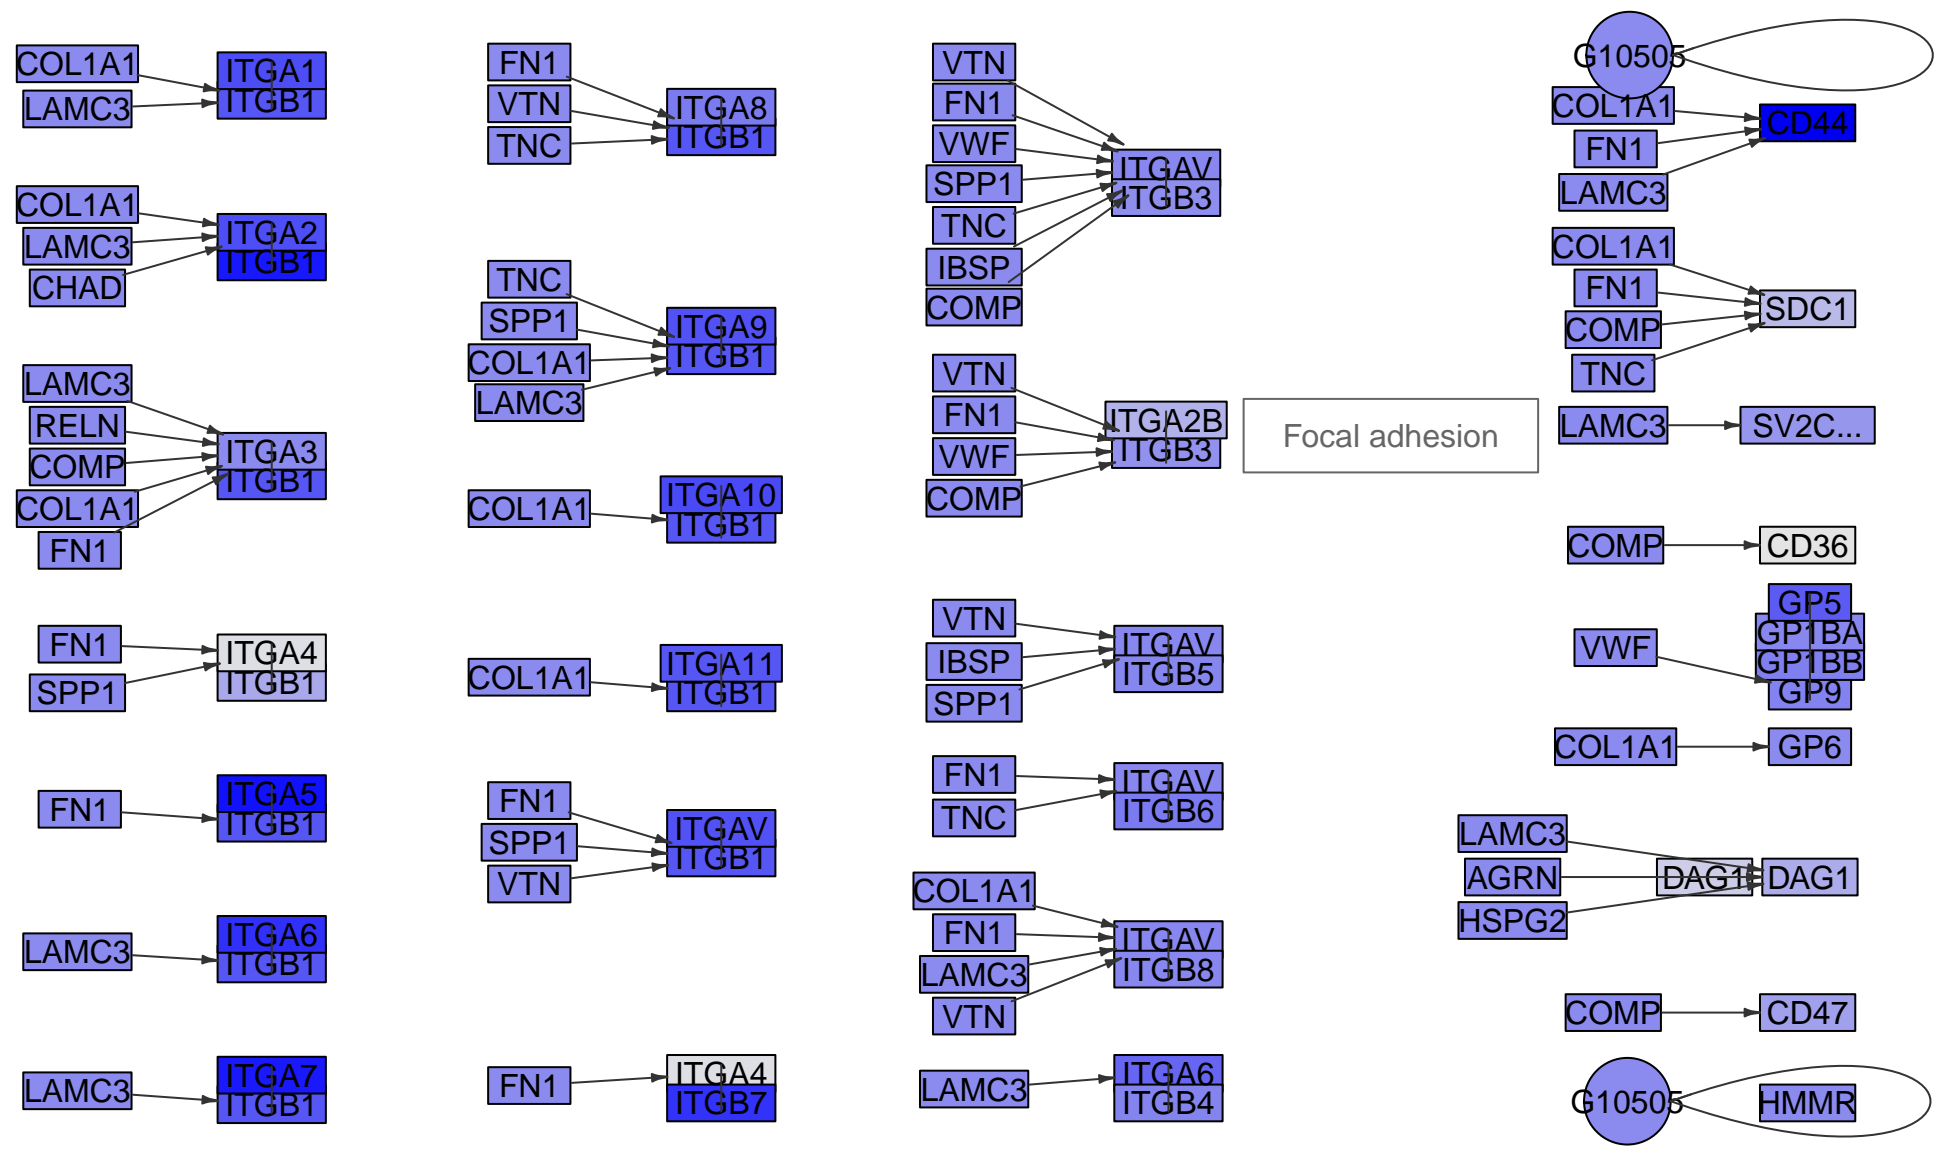 COL1A1
LAMC3
ITGA1
ITGB1
COL1A1
LAMC3
CHAD
ITGA2
ITGB1
LAMC3
RELN
COMP
COL1A1
FN1
ITGA3
ITGB1
FN1
SPP1
ITGA4
ITGB1
FN1
ITGA5
ITGB1
LAMC3
ITGA6
ITGB1
LAMC3
ITGA7
ITGB1
FN1
VTN
TNC
ITGA8
ITGB1
TNC
SPP1
COL1A1
LAMC3
ITGA9
ITGB1
COL1A1
ITGA10
ITGB1
COL1A1
ITGA11
ITGB1
FN1
SPP1
VTN
ITGAV
ITGB1
FN1
ITGA4
ITGB7
VTN
FN1
VWF
SPP1
TNC
IBSP
COMP
ITGAV
ITGB3
VTN
FN1
VWF
COMP
ITGA2B
ITGB3
Focal adhesion
VTN
IBSP
SPP1
ITGAV
ITGB5
FN1
TNC
ITGAV
ITGB6
COL1A1
FN1
LAMC3
VTN
ITGAV
ITGB8
LAMC3
ITGA6
ITGB4
G10505
COL1A1
FN1
LAMC3
CD44
COL1A1
FN1
COMP
TNC
SDC1
LAMC3
SV2C...
COMP
CD36
VWF
GP5
GP1BA
GP1BB
GP9
COL1A1
GP6
LAMC3
AGRN
HSPG2
DAG1
DAG1
COMP
CD47
G10505
HMMR